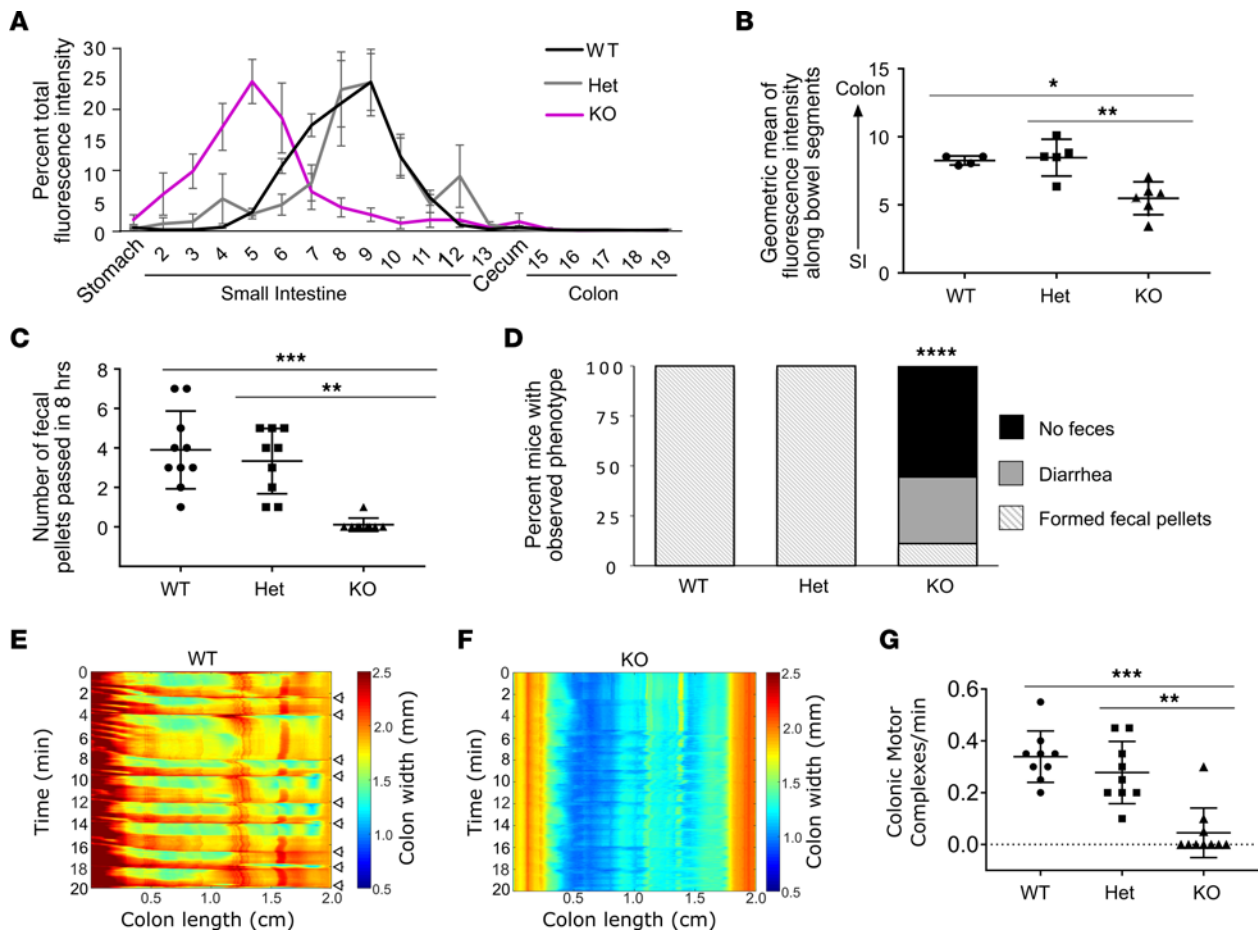 A
Percent total
fluorescence intensity
30
25
20
15
10
5
0
WT
Het
KO
Stomach 2 3 4 5 6 7 8 9 10 11 12 13 Cecum 15 16 17 18 19
Small Intestine Colon
B
Geometric mean of
fluorescence intensity
along bowel segments
Colon
SI
15
10
5
0
*
**
WT Het KO
C
Number of fecal
pellets passed in 8 hrs
8
6
4
2
0
***
**
WT Het KO
D
Percent mice with
observed phenotype
100
75
50
25
0
****
WT Het KO
No feces
Diarrhea
Formed fecal pellets
E
WT
Time (min)
0
2
4
6
8
10
12
14
16
18
20
0.5 1.0 1.5 2.0
Colon length (cm)
2.5
2.0
1.5
1.0
0.5
Colon width (mm)
F
KO
Time (min)
0
2
4
6
8
10
12
14
16
18
20
0.5 1.0 1.5 2.0
Colon length (cm)
2.5
2.0
1.5
1.0
0.5
Colon width (mm)
G
Colonic Motor
Complexes/min
0.6
0.4
0.2
0.0
***
**
WT Het KO